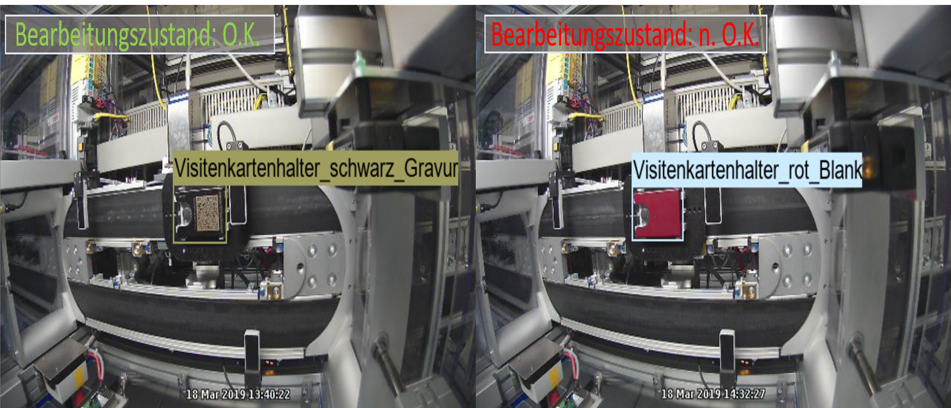 Bearbeitungszustand: O.K.
Visitenkartenhalter_schwarz_Gravur
18 Mar 2019 13:40:22
Bearbeitungszustand: n. O.K.
Visitenkartenhalter_rot_Blank
18 Mar 2019 14:32:27